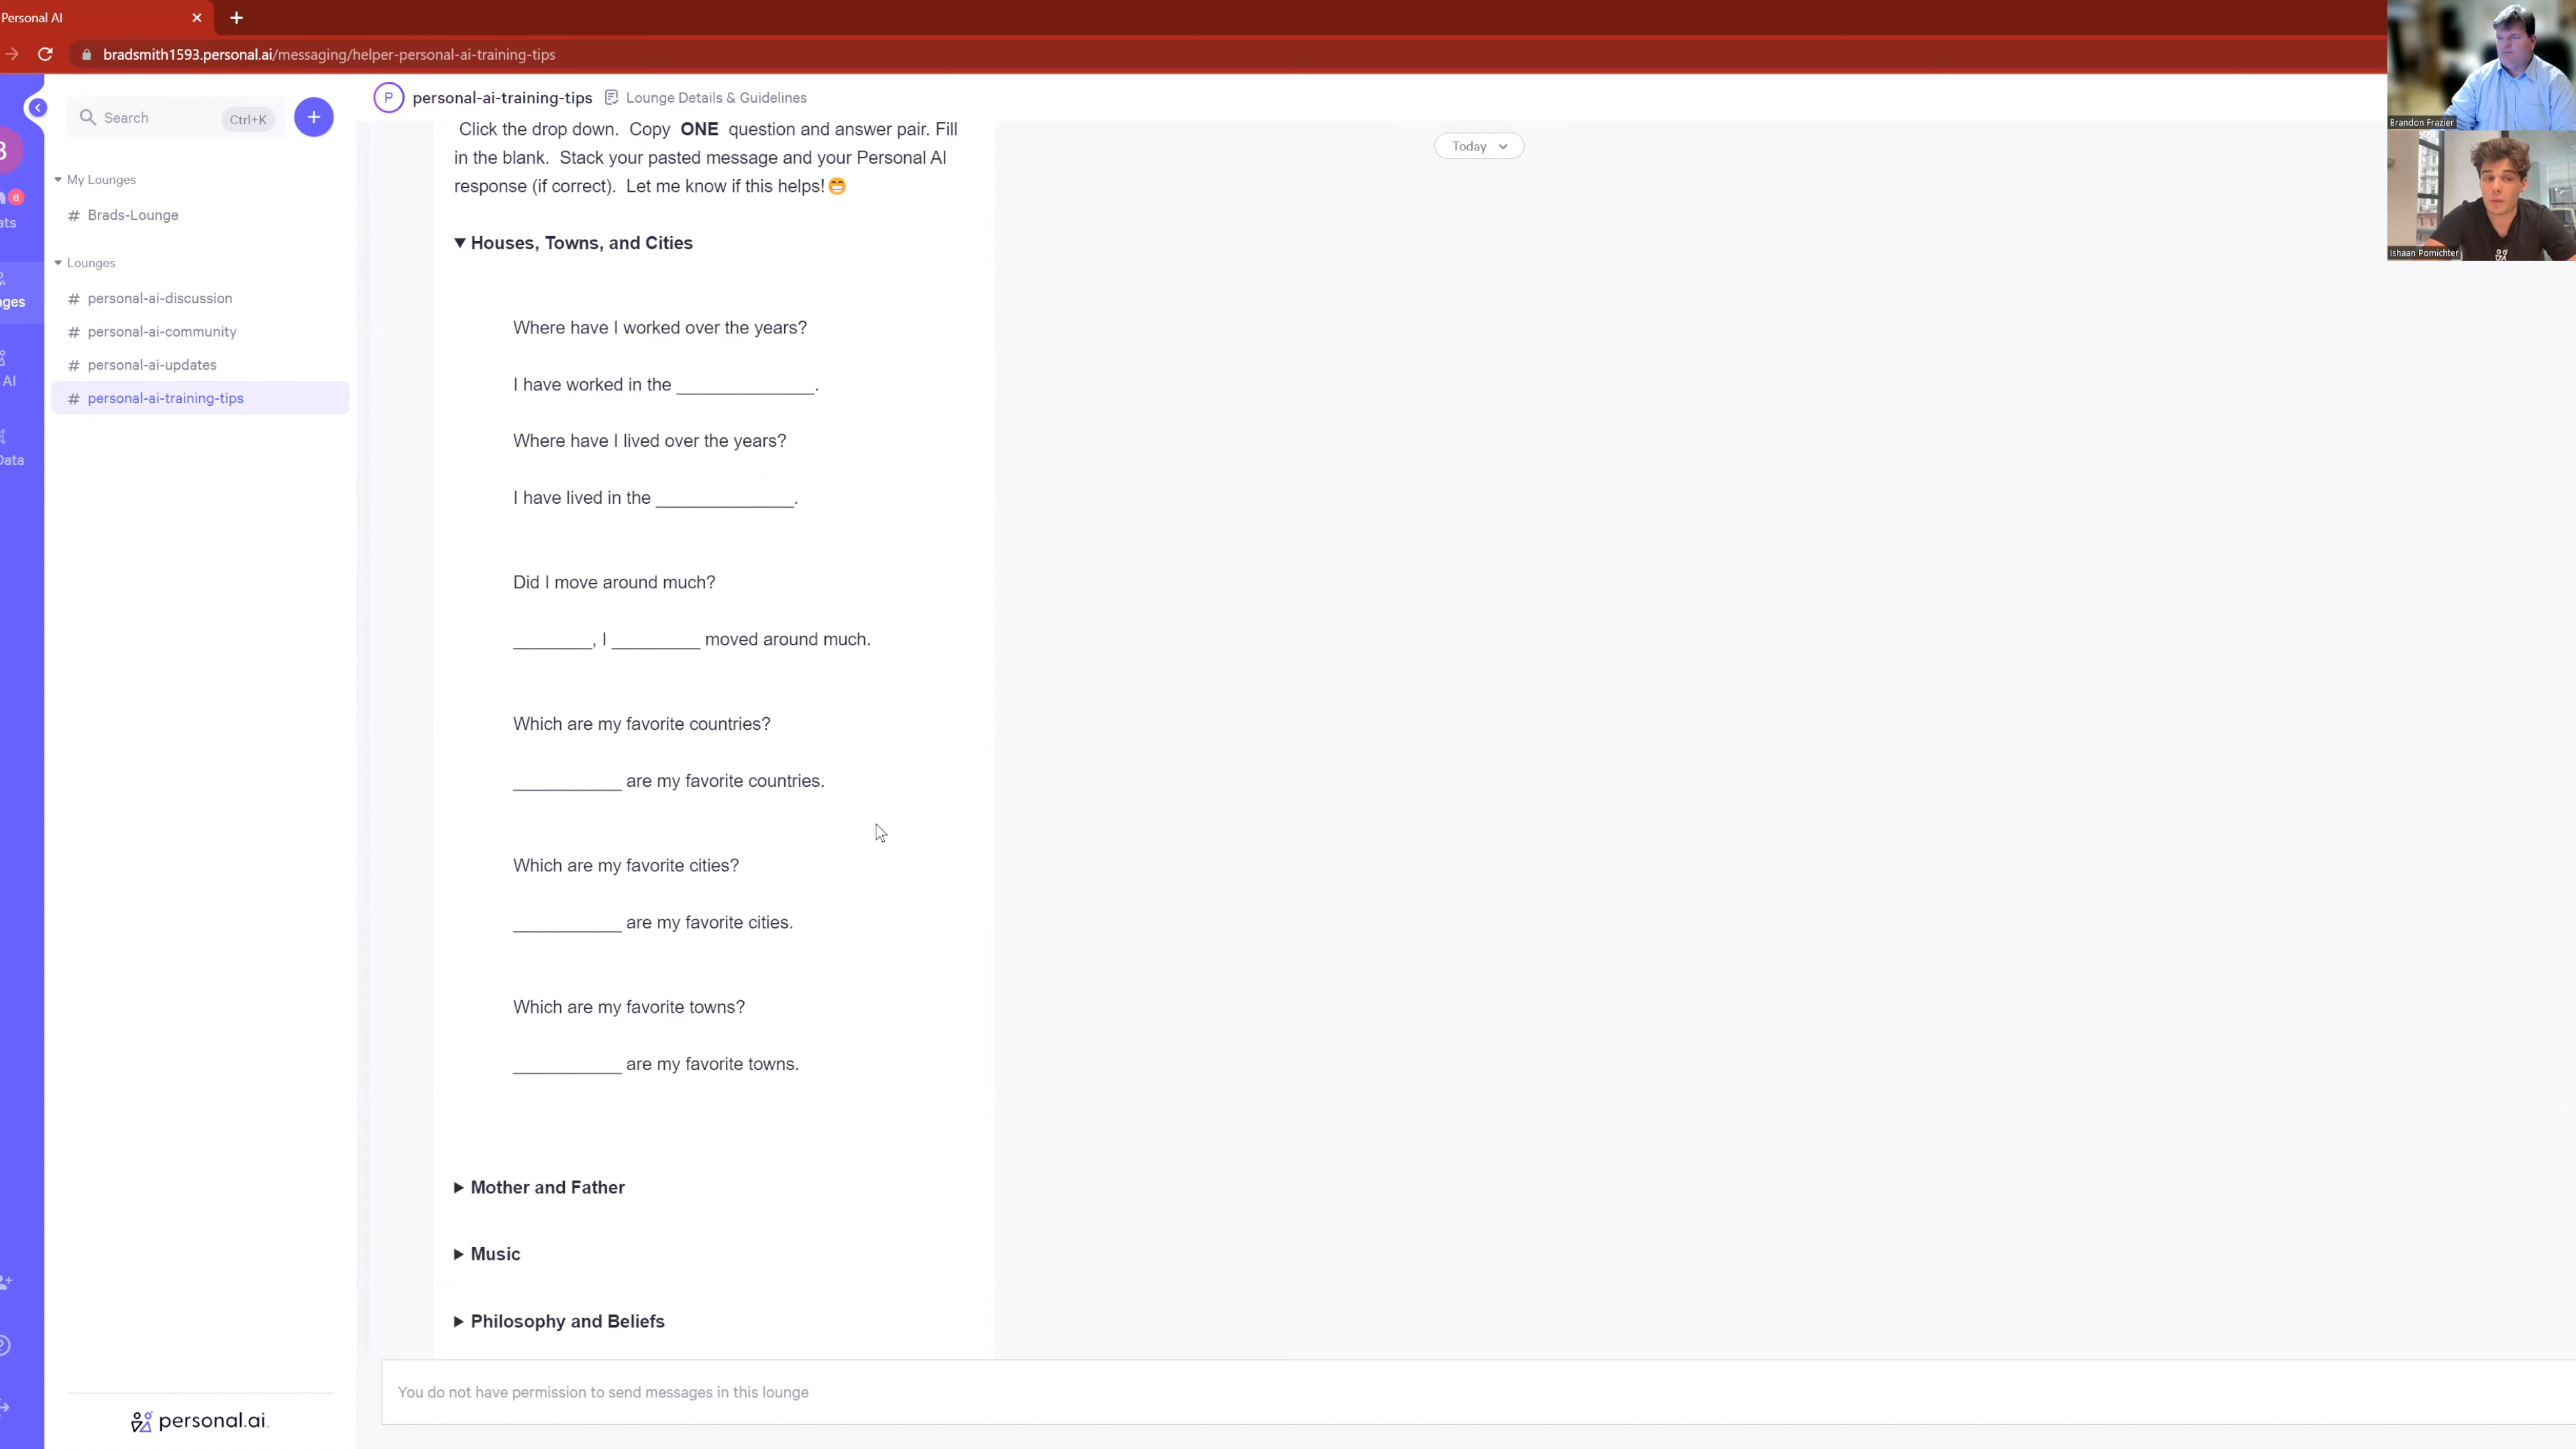 Personal AI
bradsmith1593.personal.ai/messaging/helper-personal-ai-training-tips
Search
Ctrl+K
My Lounges
# Brads-Lounge
Lounges
# personal-ai-discussion
# personal-ai-community
# personal-ai-updates
# personal-ai-training-tips
6
ats
nges
AI
Data
personal.ai
P
personal-ai-training-tips
Lounge Details & Guidelines
Today
Click the drop down. Copy ONE question and answer pair. Fill
in the blank. Stack your pasted message and your Personal AI
response (if correct). Let me know if this helps!😁
Houses, Towns, and Cities
Where have I worked over the years?
I have worked in the ______________.
Where have I lived over the years?
I have lived in the ______________.
Did I move around much?
________, I _________ moved around much.
Which are my favorite countries?
___________ are my favorite countries.
Which are my favorite cities?
___________ are my favorite cities.
Which are my favorite towns?
___________ are my favorite towns.
Mother and Father
Music
Philosophy and Beliefs
You do not have permission to send messages in this lounge
Brandon Frazier
Ishaan Pomichter